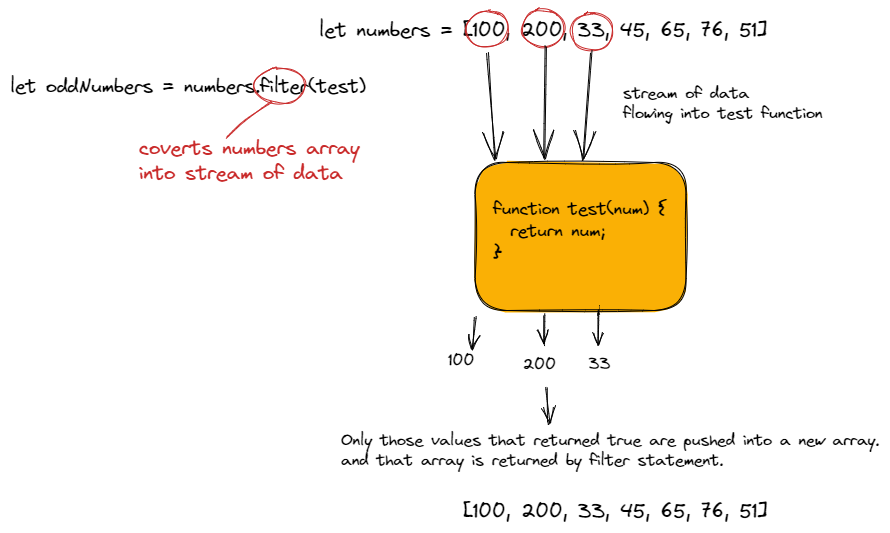 let numbers = [100, 200, 33, 45, 65, 76, 51]
let oddNumbers = numbers.filter(test)
stream of data
flowing into test function
coverts numbers array
into stream of data
function test(num) {
return num;
}
100 200 33
Only those values that returned true are pushed into a new array.
and that array is returned by filter statement.
[100, 200, 33, 45, 65, 76, 51]